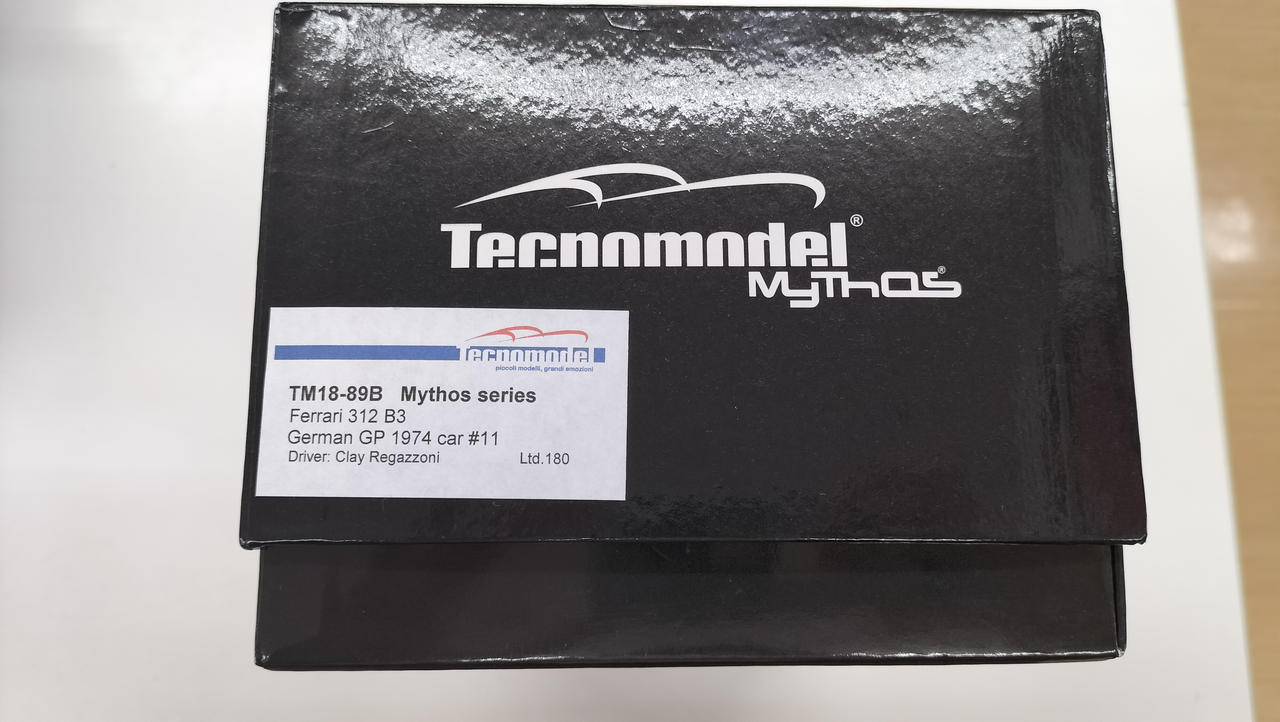 Tecnomodel®
Mythos®
Tecnomodel
piccoli modelli, grandi emozioni
TM18-89B Mythos series
Ferrari 312 B3
German GP 1974 car #11
Driver: Clay Regazzoni Ltd.180